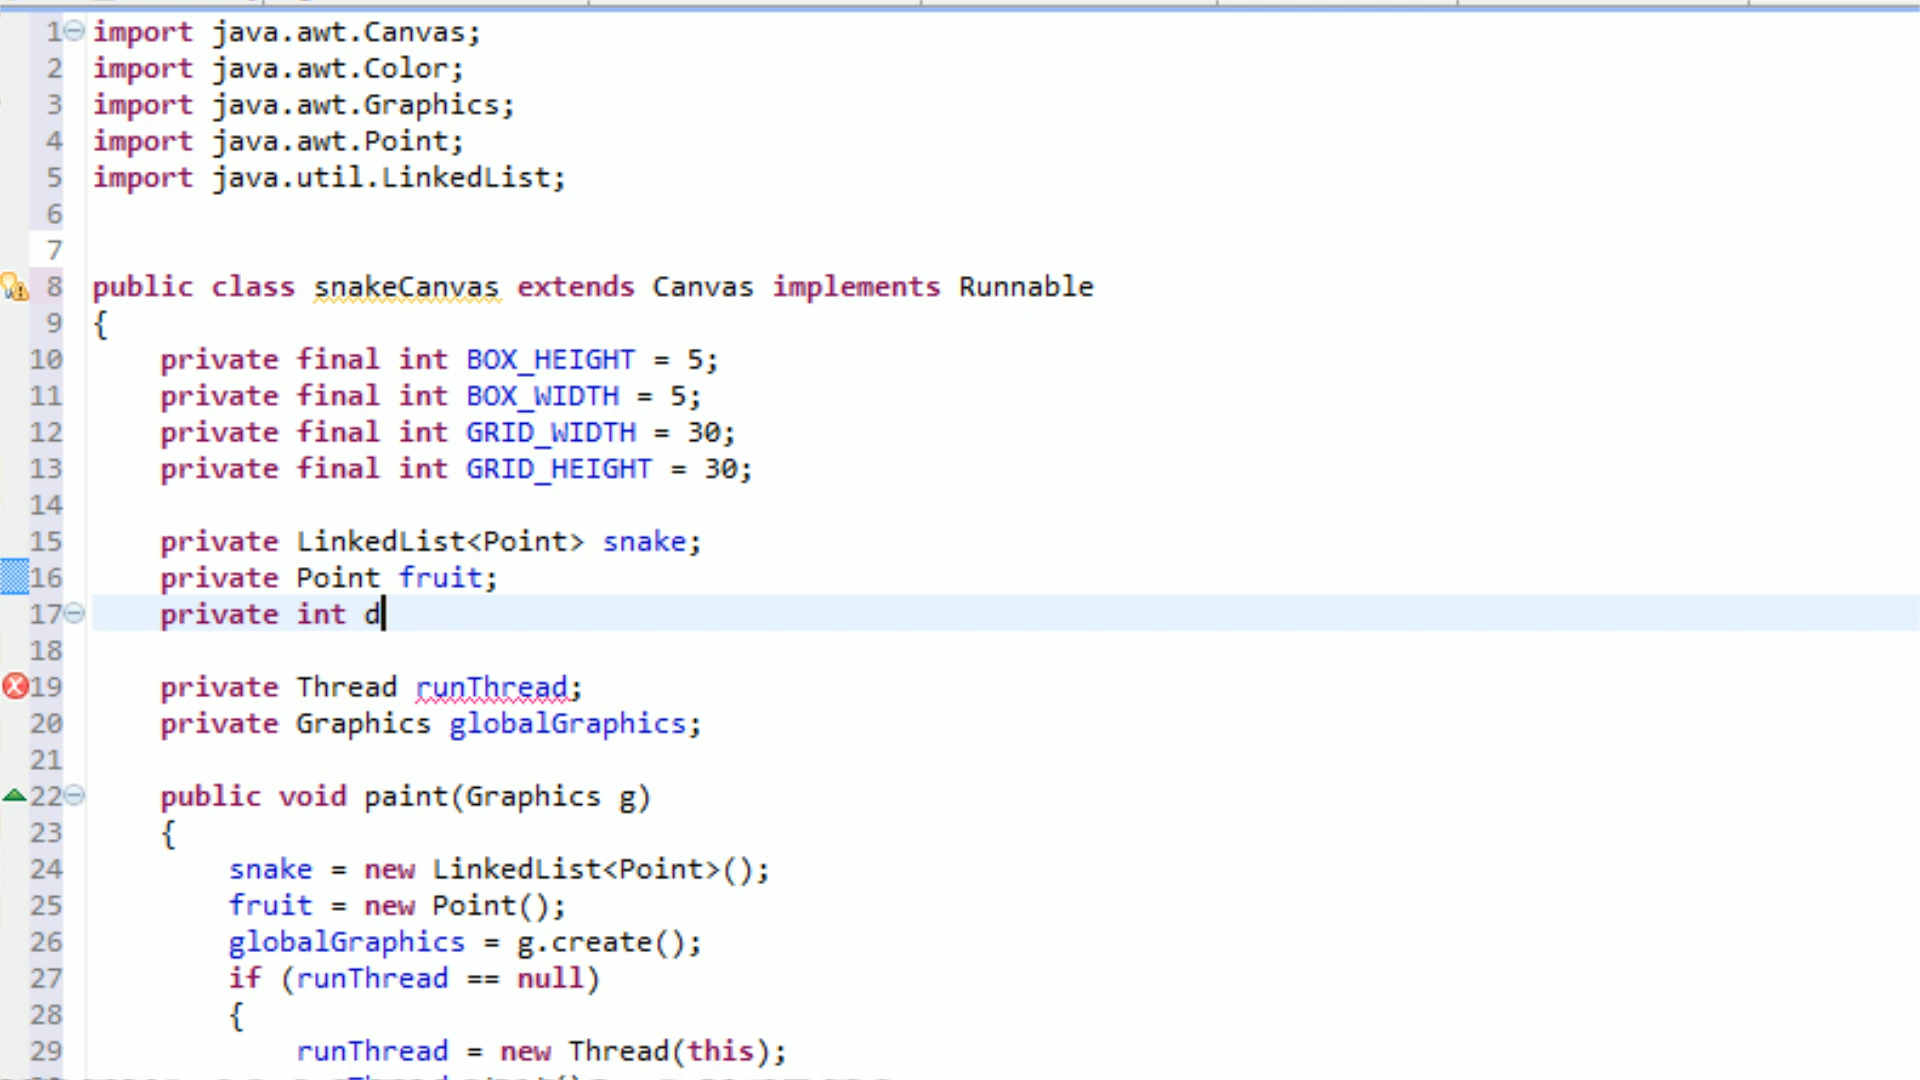 1 import java.awt.Canvas;
2 import java.awt.Color;
3 import java.awt.Graphics;
4 import java.awt.Point;
5 import java.util.LinkedList;
6
7
8 public class snakeCanvas extends Canvas implements Runnable
9 {
10 private final int BOX_HEIGHT = 5;
11 private final int BOX_WIDTH = 5;
12 private final int GRID_WIDTH = 30;
13 private final int GRID_HEIGHT = 30;
14
15 private LinkedList<Point> snake;
16 private Point fruit;
17 private int d
18
19 private Thread runThread;
20 private Graphics globalGraphics;
21
22 public void paint(Graphics g)
23 {
24 snake = new LinkedList<Point>();
25 fruit = new Point();
26 globalGraphics = g.create();
27 if (runThread == null)
28 {
29 runThread = new Thread(this);